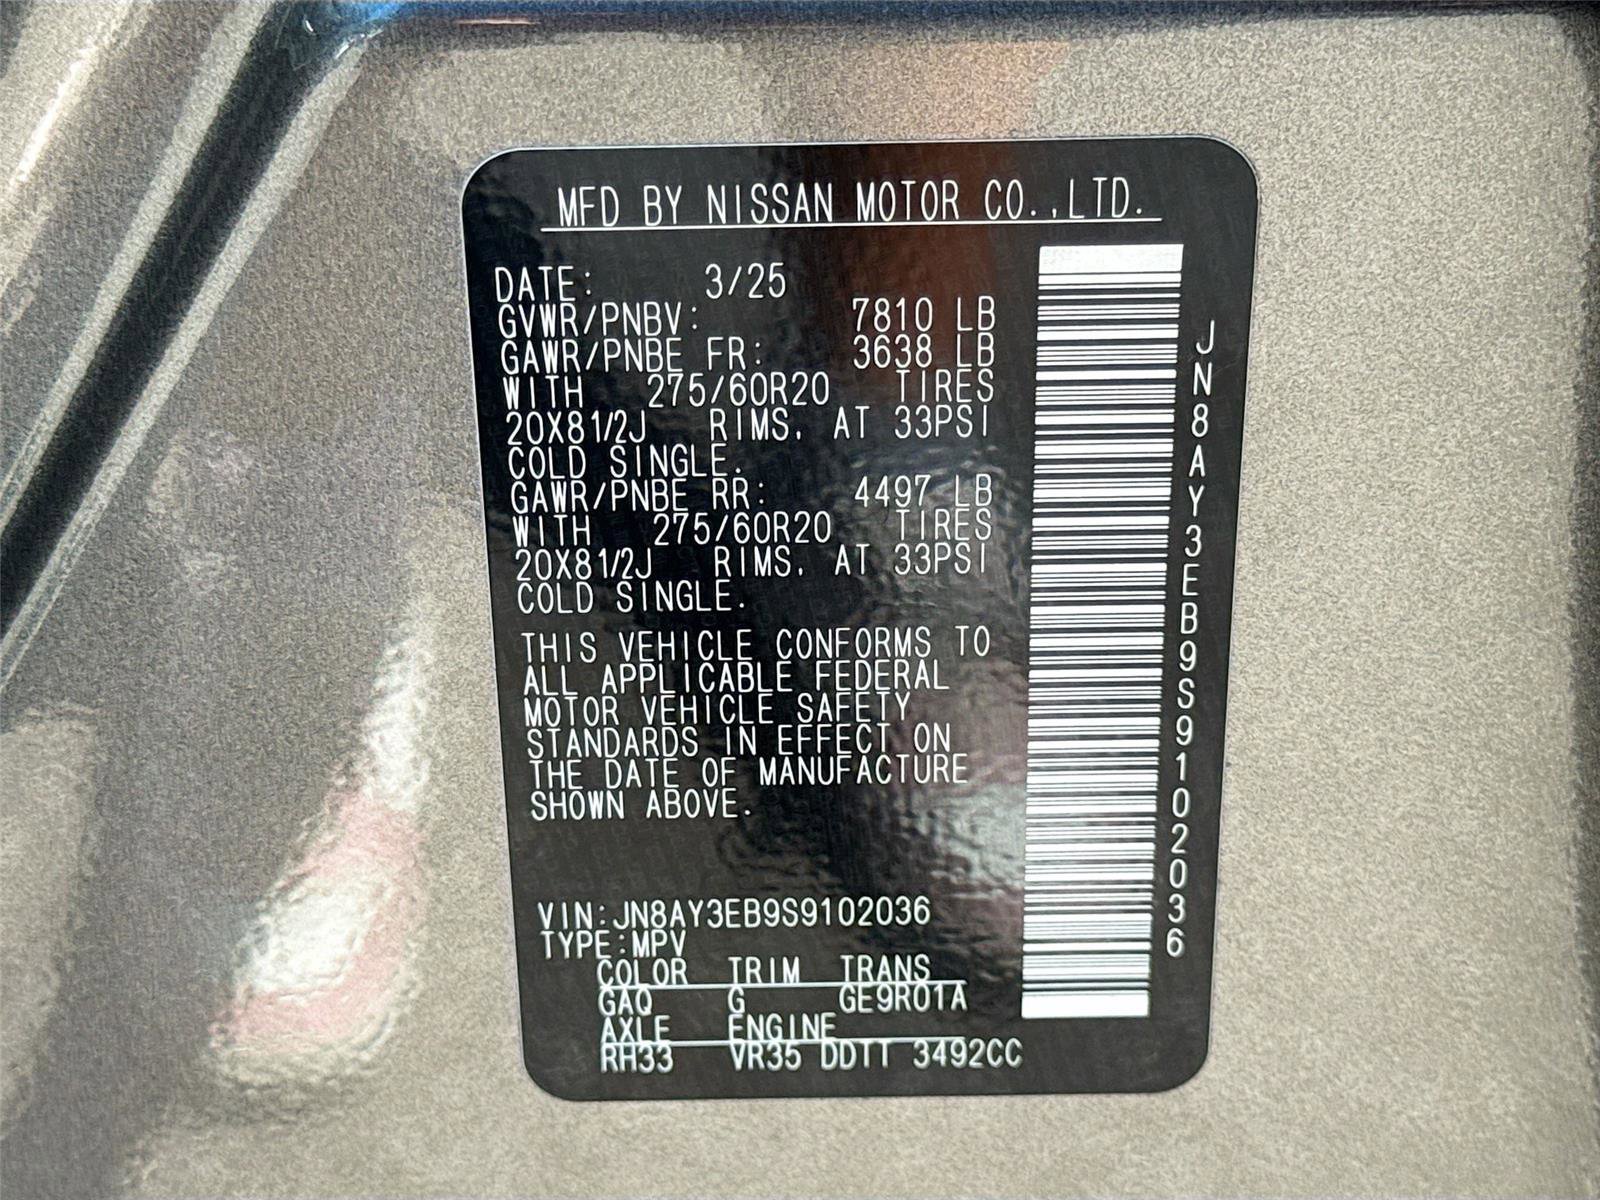 MFD BY NISSAN MOTOR CO.,LTD.
DATE: 3/25
GVWR/PNBV: 7810 LB
GAWR/PNBE FR: 3638 LB
WITH 275/60R20 TIRES
20X81/2J RIMS, AT 33PSI
COLD SINGLE.
GAWR/PNBE RR: 4497 LB
WITH 275/60R20 TIRES
20X81/2J RIMS, AT 33PSI
COLD SINGLE.
THIS VEHICLE CONFORMS TO
ALL APPLICABLE FEDERAL
MOTOR VEHICLE SAFETY
STANDARDS IN EFFECT ON
THE DATE OF MANUFACTURE
SHOWN ABOVE.
VIN:JN8AY3EB9S9102036
TYPE:MPV
COLOR TRIM TRANS
GAQ G GE9R01A
AXLE ENGINE
RH33 VR35 DDTT 3492CC
JN8AY3EB9S9102036